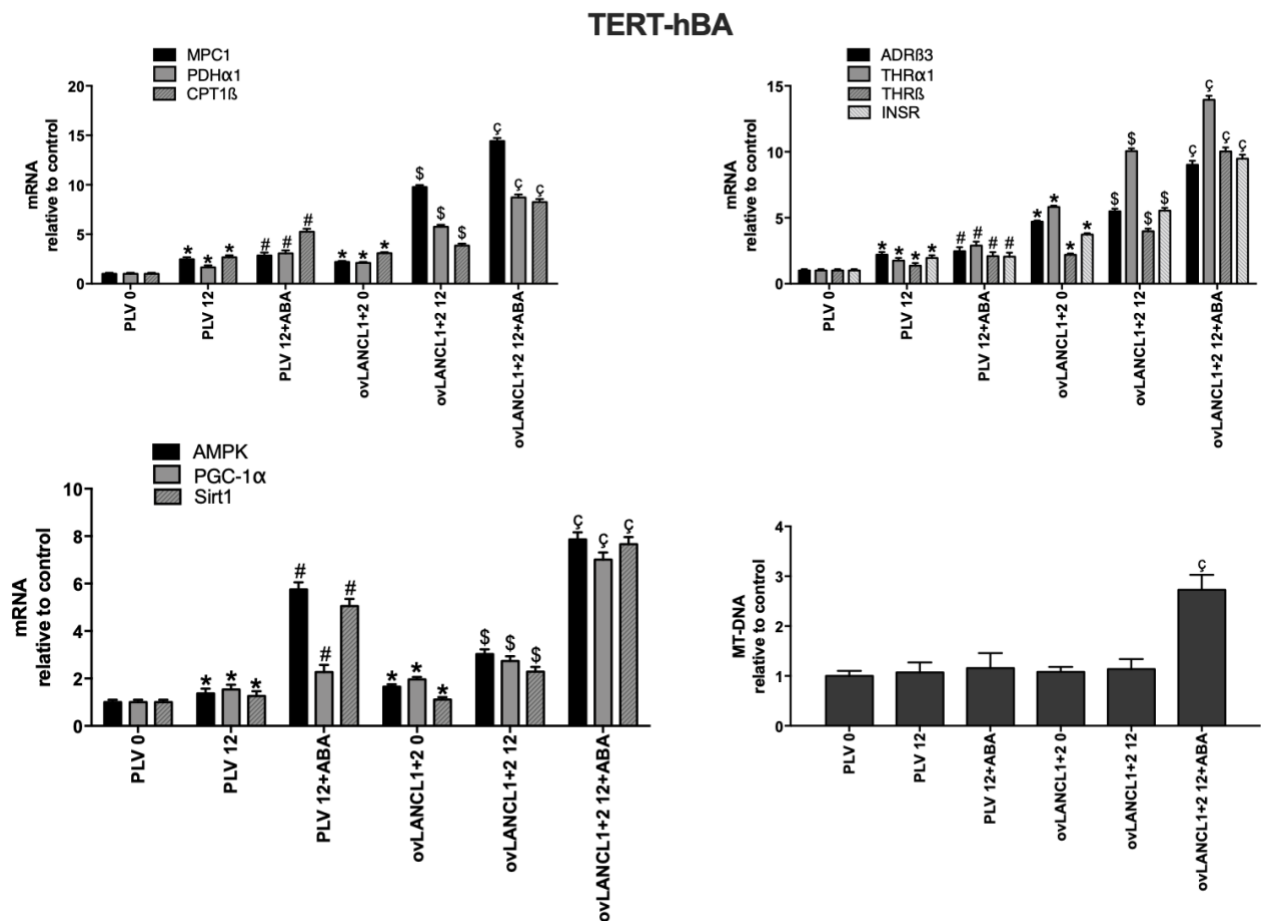 TERT-hBA
MPC1
PDHα1
CPT1ß
mRNA
relative to control
20
15
10
5
0
* * *
# # #
* * *
$ $ $
ç ç ç
PLV 0
PLV 12
PLV 12+ABA
ovLANCL1+2 0
ovLANCL1+2 12
ovLANCL1+2 12+ABA
ADRß3
THRα1
THRß
INSR
mRNA
relative to control
15
10
5
0
* * * *
# # # #
* * * *
$ $ $ $
ç ç ç ç
PLV 0
PLV 12
PLV 12+ABA
ovLANCL1+2 0
ovLANCL1+2 12
ovLANCL1+2 12+ABA
AMPK
PGC-1α
Sirt1
mRNA
relative to control
10
8
6
4
2
0
* * *
# # #
* * *
$ $ $
ç ç ç
PLV 0
PLV 12
PLV 12+ABA
ovLANCL1+2 0
ovLANCL1+2 12
ovLANCL1+2 12+ABA
MT-DNA
relative to control
4
3
2
1
0
ç
PLV 0
PLV 12
PLV 12+ABA
ovLANCL1+2 0
ovLANCL1+2 12
ovLANCL1+2 12+ABA